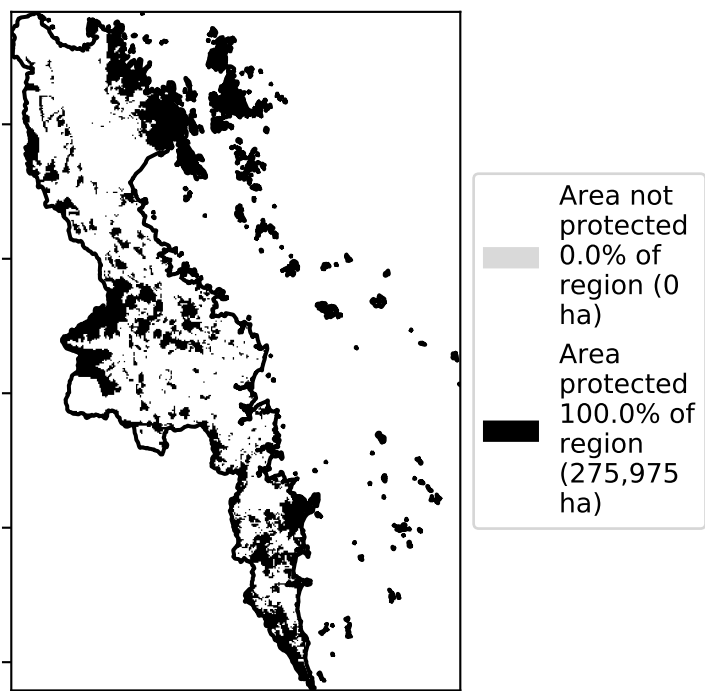 Area not
protected
0.0% of
region (0
ha)
Area
protected
100.0% of
region
(275,975
ha)